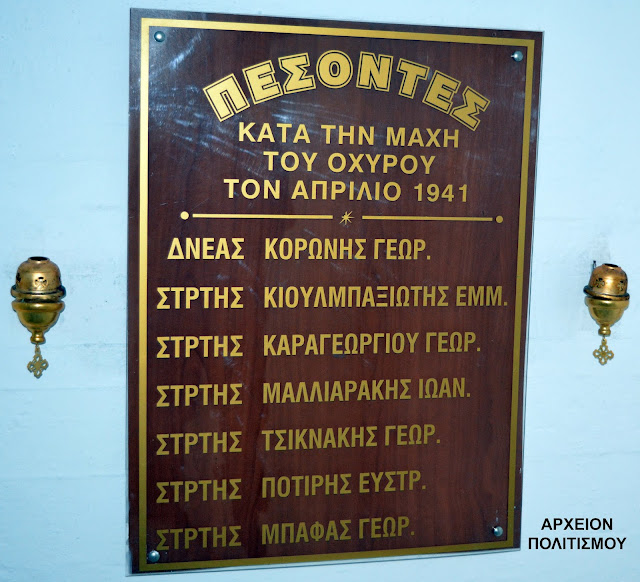 ΠΕΣΟΝΤΕΣ
ΚΑΤΑ ΤΗΝ ΜΑΧΗ
ΤΟΥ ΟΧΥΡΟΥ
ΤΟΝ ΑΠΡΙΛΙΟ 1941
ΔΝΕΑΣ ΚΟΡΩΝΗΣ ΓΕΩΡ.
ΣΤΡΤΗΣ ΚΙΟΥΛΜΠΑΞΙΩΤΗΣ ΕΜΜ.
ΣΤΡΤΗΣ ΚΑΡΑΓΕΩΡΓΙΟΥ ΓΕΩΡ.
ΣΤΡΤΗΣ ΜΑΛΛΙΑΡΑΚΗΣ ΙΩΑΝ.
ΣΤΡΤΗΣ ΤΣΙΚΝΑΚΗΣ ΓΕΩΡ.
ΣΤΡΤΗΣ ΠΟΤΙΡΗΣ ΕΥΣΤΡ.
ΣΤΡΤΗΣ ΜΠΑΦΑΣ ΓΕΩΡ.
ΑΡΧΕΙΟΝ
ΠΟΛΙΤΙΣΜΟΥ